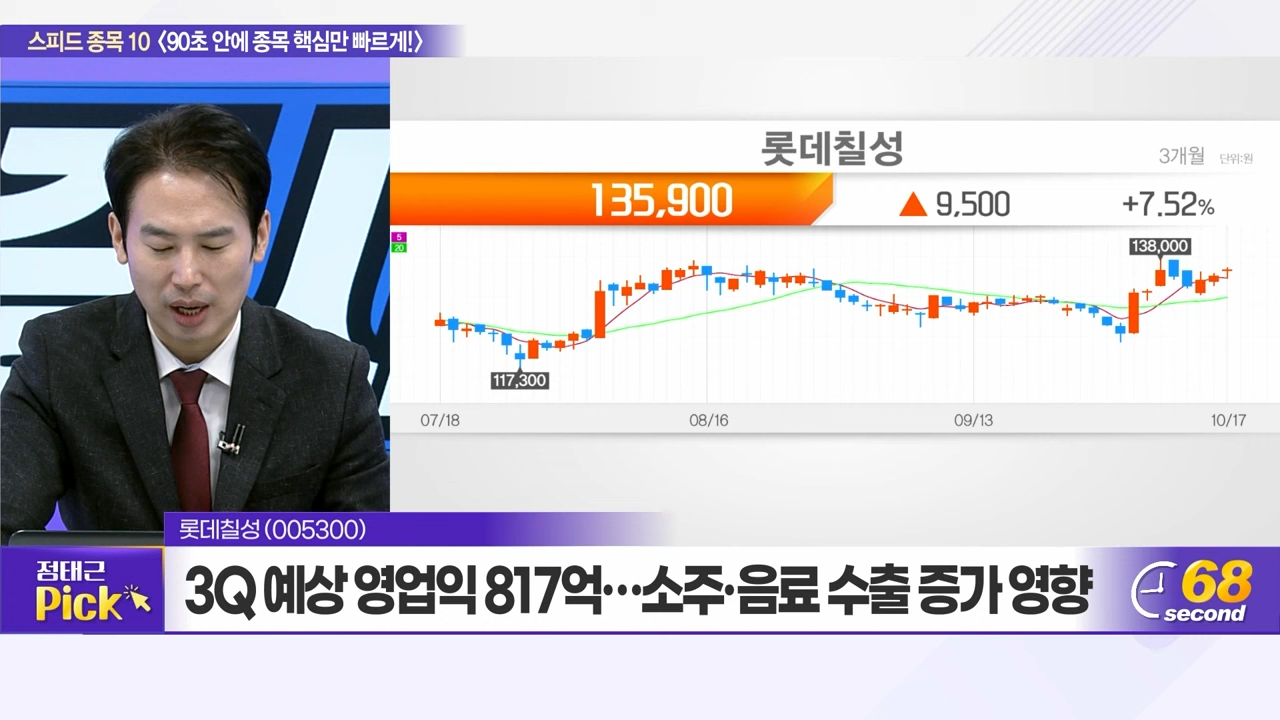 스피드 종목 10 〈90초 안에 종목 핵심만 빠르게!〉
롯데칠성
3개월 단위:원
135,900 ▲ 9,500 +7.52%
5
20
138,000
117,300
07/18 08/16 09/13 10/17
롯데칠성 (005300)
정태근
Pick
3Q 예상 영업익 817억…소주·음료 수출 증가 영향
68
second